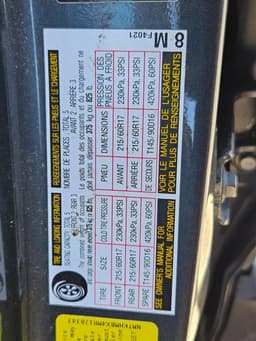 TIRE AND LOADING INFORMATION
SEATING CAPACITY TOTAL 5 FRONT 2 REAR 3
The combined weight of occupants and cargo should never exceed 375 kg or 825 lb.
TIRE SIZE COLD TIRE PRESSURE
FRONT 215/60R17 230kPA, 33PSI
REAR 215/60R17 230kPA, 33PSI
SPARE T145/90D16 420kPA, 60PSI
SEE OWNER'S MANUAL FOR
ADDITIONAL INFORMATION
RENSEIGNEMENTS SUR LES PNEUS ET LE CHARGEMENT
NOMBRE DE PLACES TOTAL 5 AVANT 2 ARRIÈRE 3
Le poids total des occupants et du chargement ne
doit jamais dépasser 375 kg ou 825 lb.
PNEU DIMENSIONS PRESSION DES
PNEUS À FROID
AVANT 215/60R17 230kPA, 33PSI
ARRIÈRE 215/60R17 230kPA, 33PSI
DE SECOURS T145/90D16 420kPA, 60PSI
VOIR LE MANUEL DE L'USAGER
POUR PLUS DE RENSEIGNEMENTS
8 M
F4021